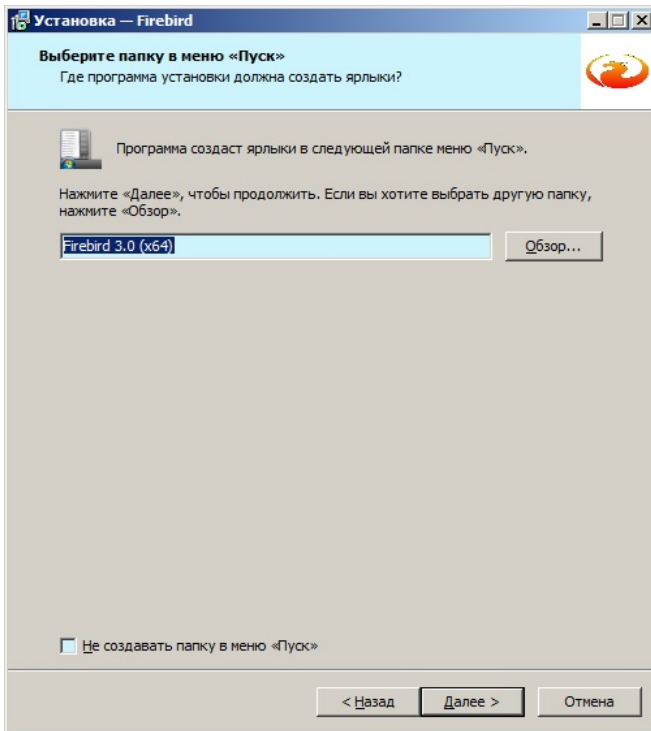 Установка — Firebird
Выберите папку в меню «Пуск»
Где программа установки должна создать ярлыки?
Программа создаст ярлыки в следующей папке меню «Пуск».
Нажмите «Далее», чтобы продолжить. Если вы хотите выбрать другую папку,
нажмите «Обзор».
Firebird 3.0 (x64)
Обзор...
Не создавать папку в меню «Пуск»
< Назад
Далее >
Отмена